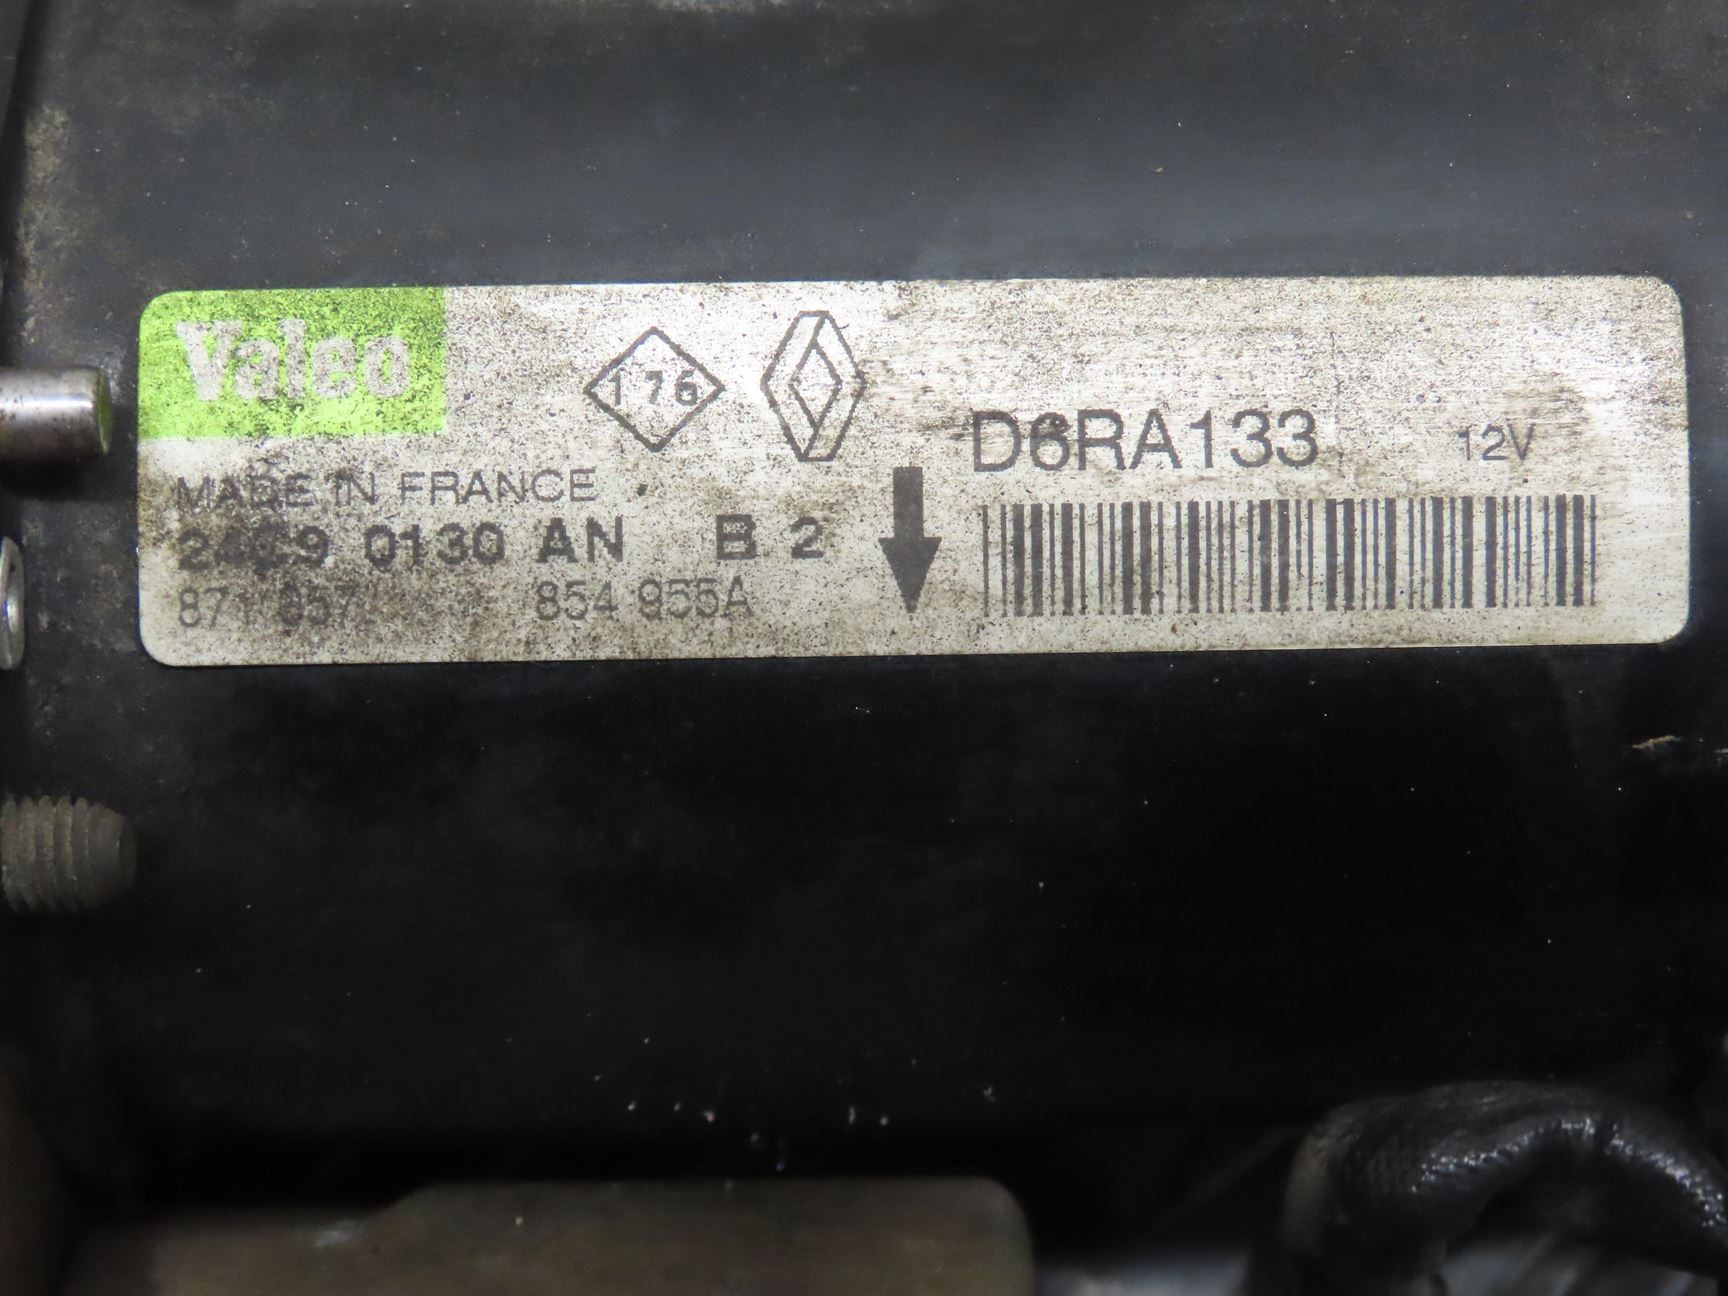 Valeo
176
D6RA133 12V
MADE IN FRANCE
0130 AN B 2
854 955A